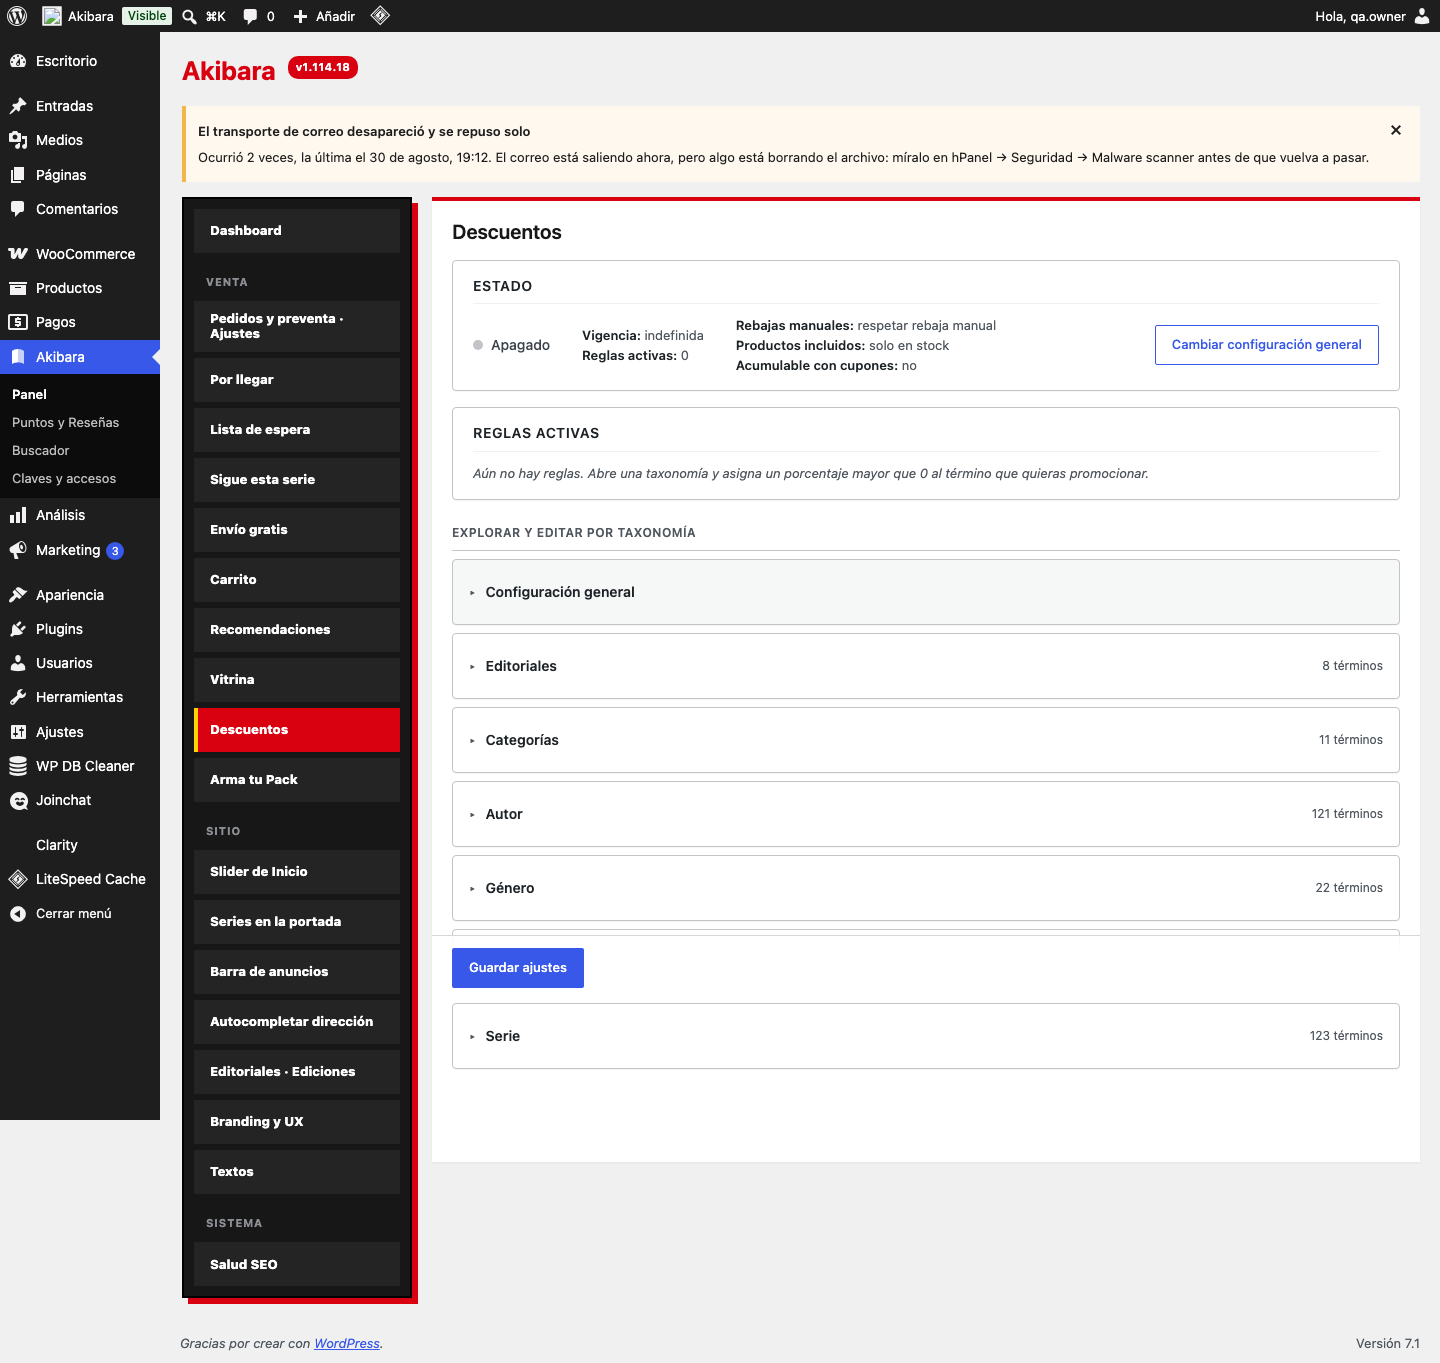 Akibara
Visible
⌘K
0
Añadir
Hola, qa.owner
Escritorio
Entradas
Medios
Páginas
Comentarios
WooCommerce
Productos
Pagos
Akibara
Panel
Puntos y Reseñas
Buscador
Claves y accesos
Análisis
Marketing 3
Apariencia
Plugins
Usuarios
Herramientas
Ajustes
WP DB Cleaner
Joinchat
Clarity
LiteSpeed Cache
Cerrar menú
Akibara v1.114.18
El transporte de correo desapareció y se repuso solo
Ocurrió 2 veces, la última el 30 de agosto, 19:12. El correo está saliendo ahora, pero algo está borrando el archivo: míralo en hPanel → Seguridad → Malware scanner antes de que vuelva a pasar.
Dashboard
VENTA
Pedidos y preventa ·
Ajustes
Por llegar
Lista de espera
Sigue esta serie
Envío gratis
Carrito
Recomendaciones
Vitrina
Descuentos
Arma tu Pack
SITIO
Slider de Inicio
Series en la portada
Barra de anuncios
Autocompletar dirección
Editoriales · Ediciones
Branding y UX
Textos
SISTEMA
Salud SEO
Descuentos
ESTADO
Apagado
Vigencia: indefinida
Reglas activas: 0
Rebajas manuales: respetar rebaja manual
Productos incluidos: solo en stock
Acumulable con cupones: no
Cambiar configuración general
REGLAS ACTIVAS
Aún no hay reglas. Abre una taxonomía y asigna un porcentaje mayor que 0 al término que quieras promocionar.
EXPLORAR Y EDITAR POR TAXONOMÍA
Configuración general
Editoriales 8 términos
Categorías 11 términos
Autor 121 términos
Género 22 términos
Guardar ajustes
Serie 123 términos
Gracias por crear con WordPress.
Versión 7.1